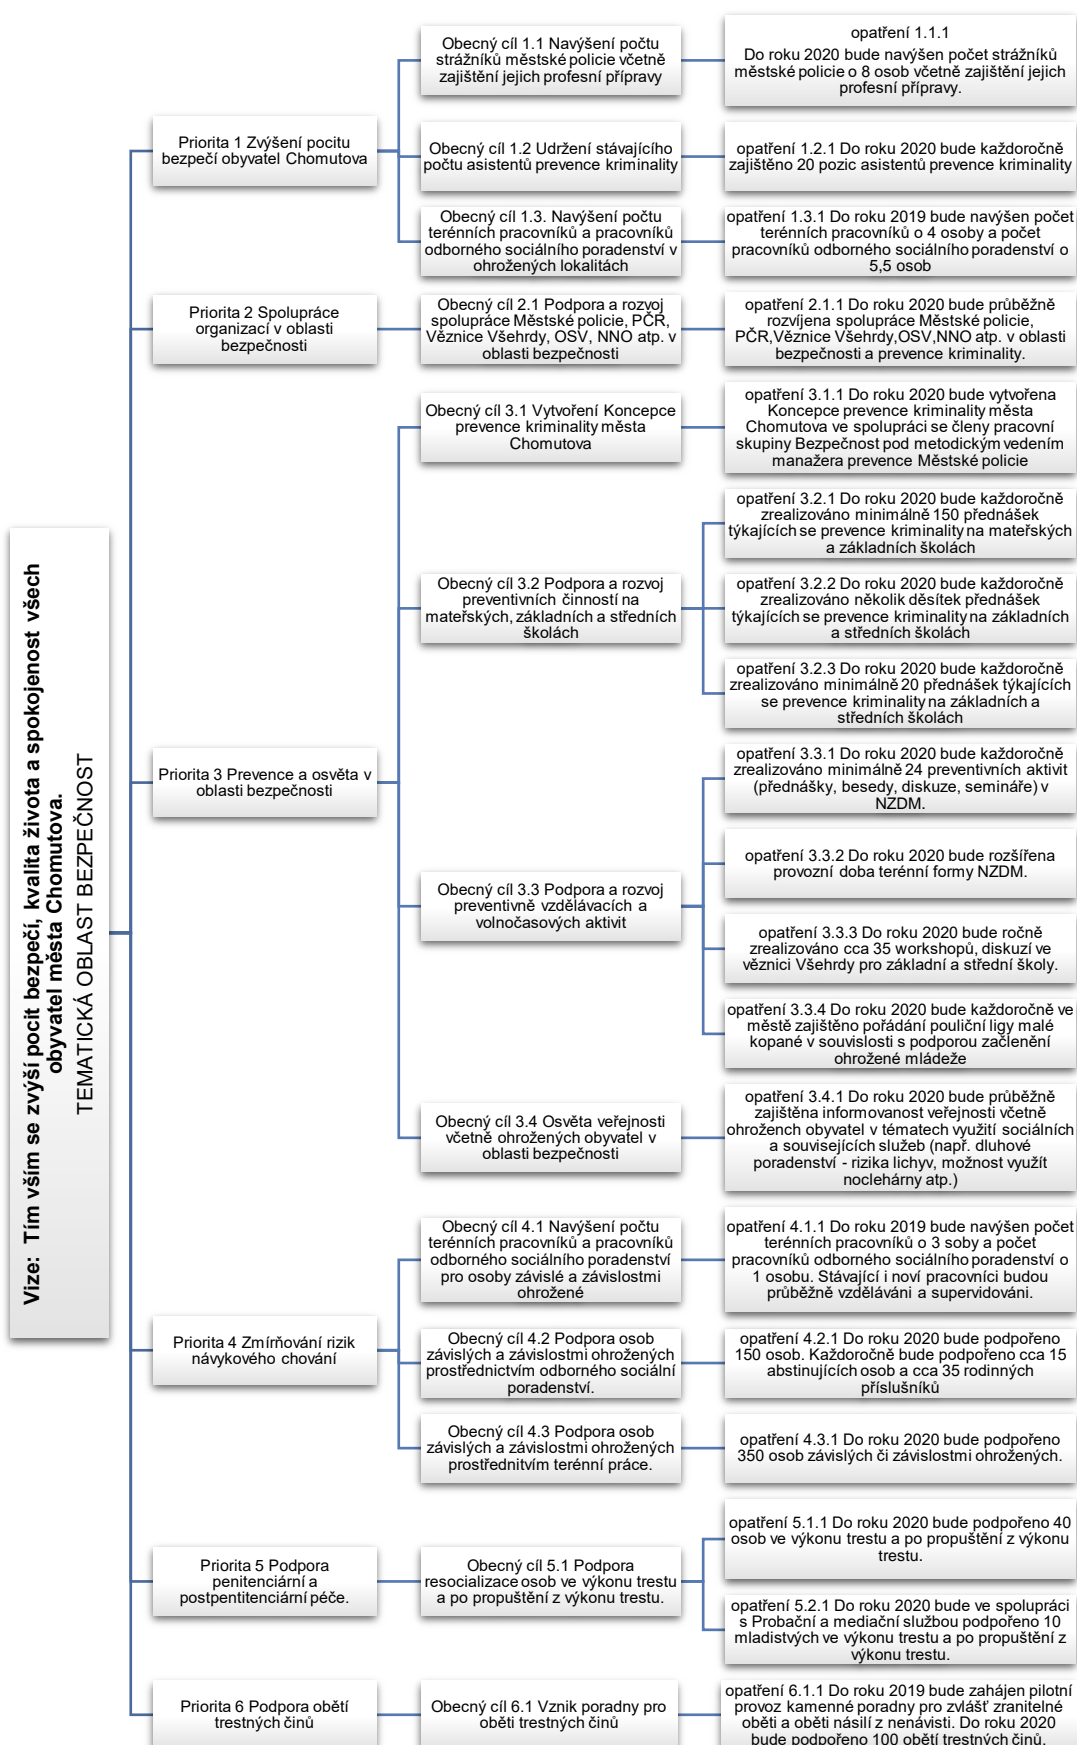 Vize: Tím vším se zvýší pocit bezpečí, kvalita života a spokojenost všech
obyvatel města Chomutova.
TEMATICKÁ OBLAST BEZPEČNOST
Priorita 1 Zvýšení pocitu
bezpečí obyvatel Chomutova
Obecný cíl 1.1 Navýšení počtu
strážníků městské policie včetně
zajištění jejich profesní přípravy
opatření 1.1.1
Do roku 2020 bude navýšen počet strážníků
městské policie o 8 osob včetně zajištění jejich
profesní přípravy.
Obecný cíl 1.2 Udržení stávajícího
počtu asistentů prevence kriminality
opatření 1.2.1 Do roku 2020 bude každoročně
zajištěno 20 pozic asistentů prevence kriminality
Obecný cíl 1.3. Navýšení počtu
terénních pracovníků a pracovníků
odborného sociálního poradenství v
ohrožených lokalitách
opatření 1.3.1 Do roku 2019 bude navýšen počet
terénních pracovníků o 4 osoby a počet
pracovníků odborného sociálního poradenství o
5,5 osob
Priorita 2 Spolupráce
organizací v oblasti
bezpečnosti
Obecný cíl 2.1 Podpora a rozvoj
spolupráce Městské policie, PČR,
Věznice Všehrdy, OSV, NNO atp. v
oblasti bezpečnosti
opatření 2.1.1 Do roku 2020 bude průběžně
rozvíjena spolupráce Městské policie,
PČR,Věznice Všehrdy,OSV,NNO atp. v oblasti
bezpečnosti a prevence kriminality.
Priorita 3 Prevence a osvěta v
oblasti bezpečnosti
Obecný cíl 3.1 Vytvoření Koncepce
prevence kriminality města
Chomutova
opatření 3.1.1 Do roku 2020 bude vytvořena
Koncepce prevence kriminality města
Chomutova ve spolupráci se členy pracovní
skupiny Bezpečnost pod metodickým vedením
manažera prevence Městské policie
Obecný cíl 3.2 Podpora a rozvoj
preventivních činností na
mateřských, základních a středních
školách
opatření 3.2.1 Do roku 2020 bude každoročně
zrealizováno minimálně 150 přednášek
týkajících se prevence kriminality na mateřských
a základních školách
opatření 3.2.2 Do roku 2020 bude každoročně
zrealizováno několik děsítek přednášek
týkajících se prevence kriminality na základních
a středních školách
opatření 3.2.3 Do roku 2020 bude každoročně
zrealizováno minimálně 20 přednášek týkajících
se prevence kriminality na základních a
středních školách
Obecný cíl 3.3 Podpora a rozvoj
preventivně vzdělávacích a
volnočasových aktivit
opatření 3.3.1 Do roku 2020 bude každoročně
zrealizováno minimálně 24 preventivních aktivit
(přednášky, besedy, diskuze, semináře) v
NZDM.
opatření 3.3.2 Do roku 2020 bude rozšířena
provozní doba terénní formy NZDM.
opatření 3.3.3 Do roku 2020 bude ročně
zrealizováno cca 35 workshopů, diskuzí ve
věznici Všehrdy pro základní a střední školy.
opatření 3.3.4 Do roku 2020 bude každoročně ve
městě zajištěno pořádání pouliční ligy malé
kopané v souvislosti s podporou začlenění
ohrožené mládeže
Obecný cíl 3.4 Osvěta veřejnosti
včetně ohrožených obyvatel v
oblasti bezpečnosti
opatření 3.4.1 Do roku 2020 bude průběžně
zajištěna informovanost veřejnosti včetně
ohrožench obyvatel v tématech využití sociálních
a souvisejících služeb (např. dluhové
poradenství - rizika lichyv, možnost využít
noclehárny atp.)
Priorita 4 Zmírňování rizik
návykového chování
Obecný cíl 4.1 Navýšení počtu
terénních pracovníků a pracovníků
odborného sociálního poradenství
pro osoby závislé a závislostmi
ohrožené
opatření 4.1.1 Do roku 2019 bude navýšen počet
terénních pracovníků o 3 soby a počet
pracovníků odborného sociálního poradenství o
1 osobu. Stávající i noví pracovníci budou
průběžně vzděláváni a supervidováni.
Obecný cíl 4.2 Podpora osob
závislých a závislostmi ohrožených
prostřednictvím odborného sociální
poradenství.
opatření 4.2.1 Do roku 2020 bude podpořeno
150 osob. Každoročně bude podpořeno cca 15
abstinujících osob a cca 35 rodinných
příslušníků
Obecný cíl 4.3 Podpora osob
závislých a závislostmi ohrožených
prostřednitvím terénní práce.
opatření 4.3.1 Do roku 2020 bude podpořeno
350 osob závislých či závislostmi ohrožených.
Priorita 5 Podpora
penitenciární a
postpentitenciární péče.
Obecný cíl 5.1 Podpora
resocializace osob ve výkonu trestu
a po propuštění z výkonu trestu.
opatření 5.1.1 Do roku 2020 bude podpořeno 40
osob ve výkonu trestu a po propuštění z výkonu
trestu.
opatření 5.2.1 Do roku 2020 bude ve spolupráci
s Probační a mediační službou podpořeno 10
mladistvých ve výkonu trestu a po propuštění z
výkonu trestu.
Priorita 6 Podpora obětí
trestných činů
Obecný cíl 6.1 Vznik poradny pro
oběti trestných činů
opatření 6.1.1 Do roku 2019 bude zahájen pilotní
provoz kamenné poradny pro zvlášť zranitelné
oběti a oběti násilí z nenávisti. Do roku 2020
bude podpořeno 100 obětí trestných činů.